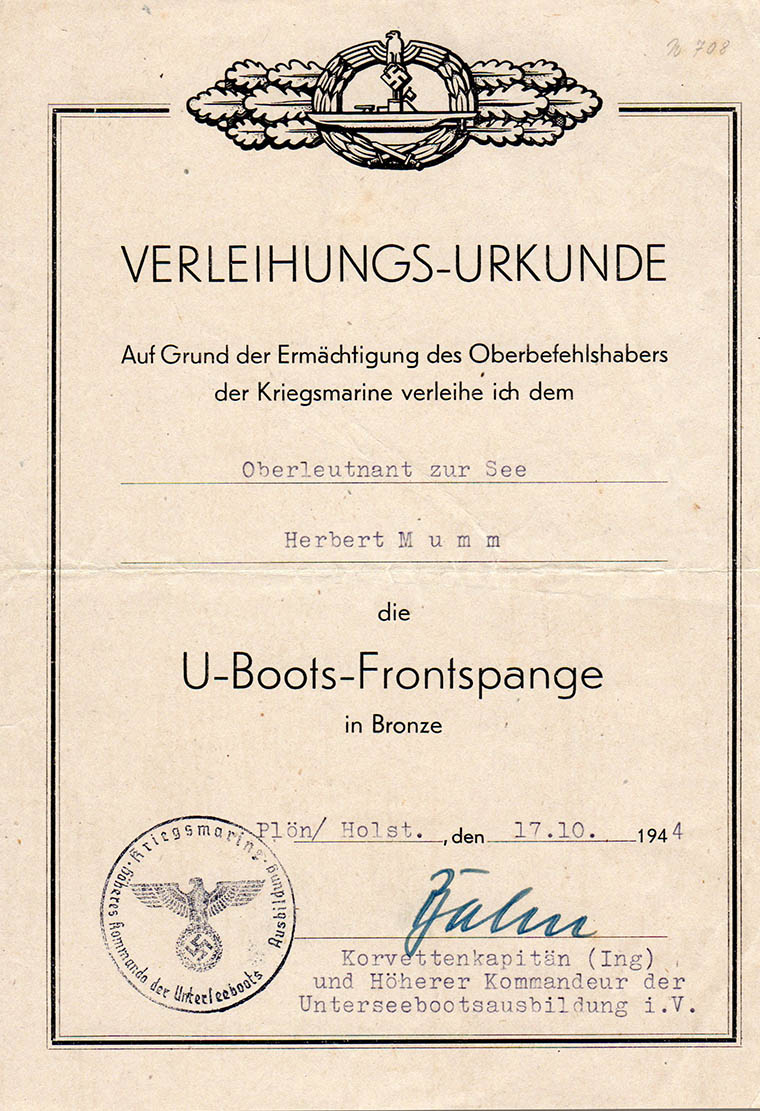 N 708
VERLEIHUNGS-URKUNDE
Auf Grund der Ermächtigung des Oberbefehlshabers
der Kriegsmarine verleihe ich dem
Oberleutnant zur See
Herbert M u m m
die
U-Boots-Frontspange
in Bronze
Plön/ Holst. , den 17.10. 1944
Kriegsmarine · Höheres Kommando der Unterseeboots Ausbildung ·
Korvettenkapitän (Ing)
und Höherer Kommandeur der
Unterseebootsausbildung i.V.